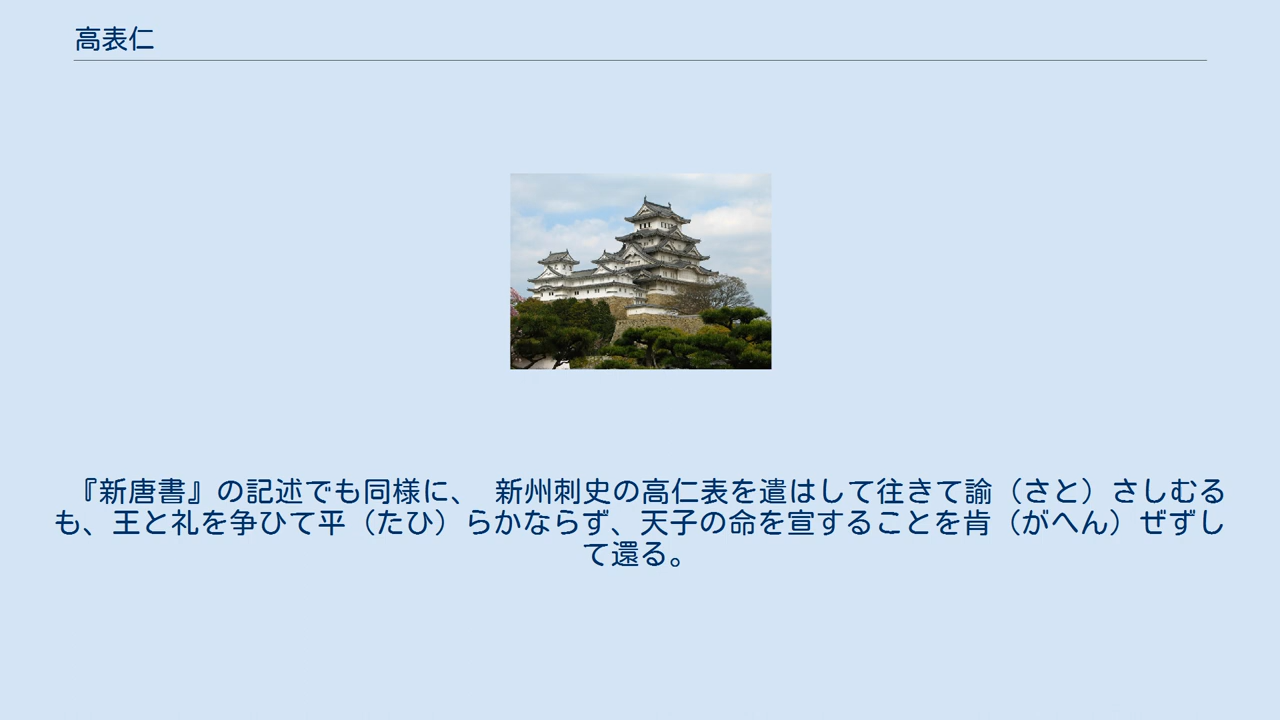 高表仁
『新唐書』の記述でも同様に、 新州刺史の高仁表を遣はして往きて諭（さと）さしむる
も、王と礼を争ひて平（たひ）らかならず、天子の命を宣することを肯（がへん）ぜずし
て還る。